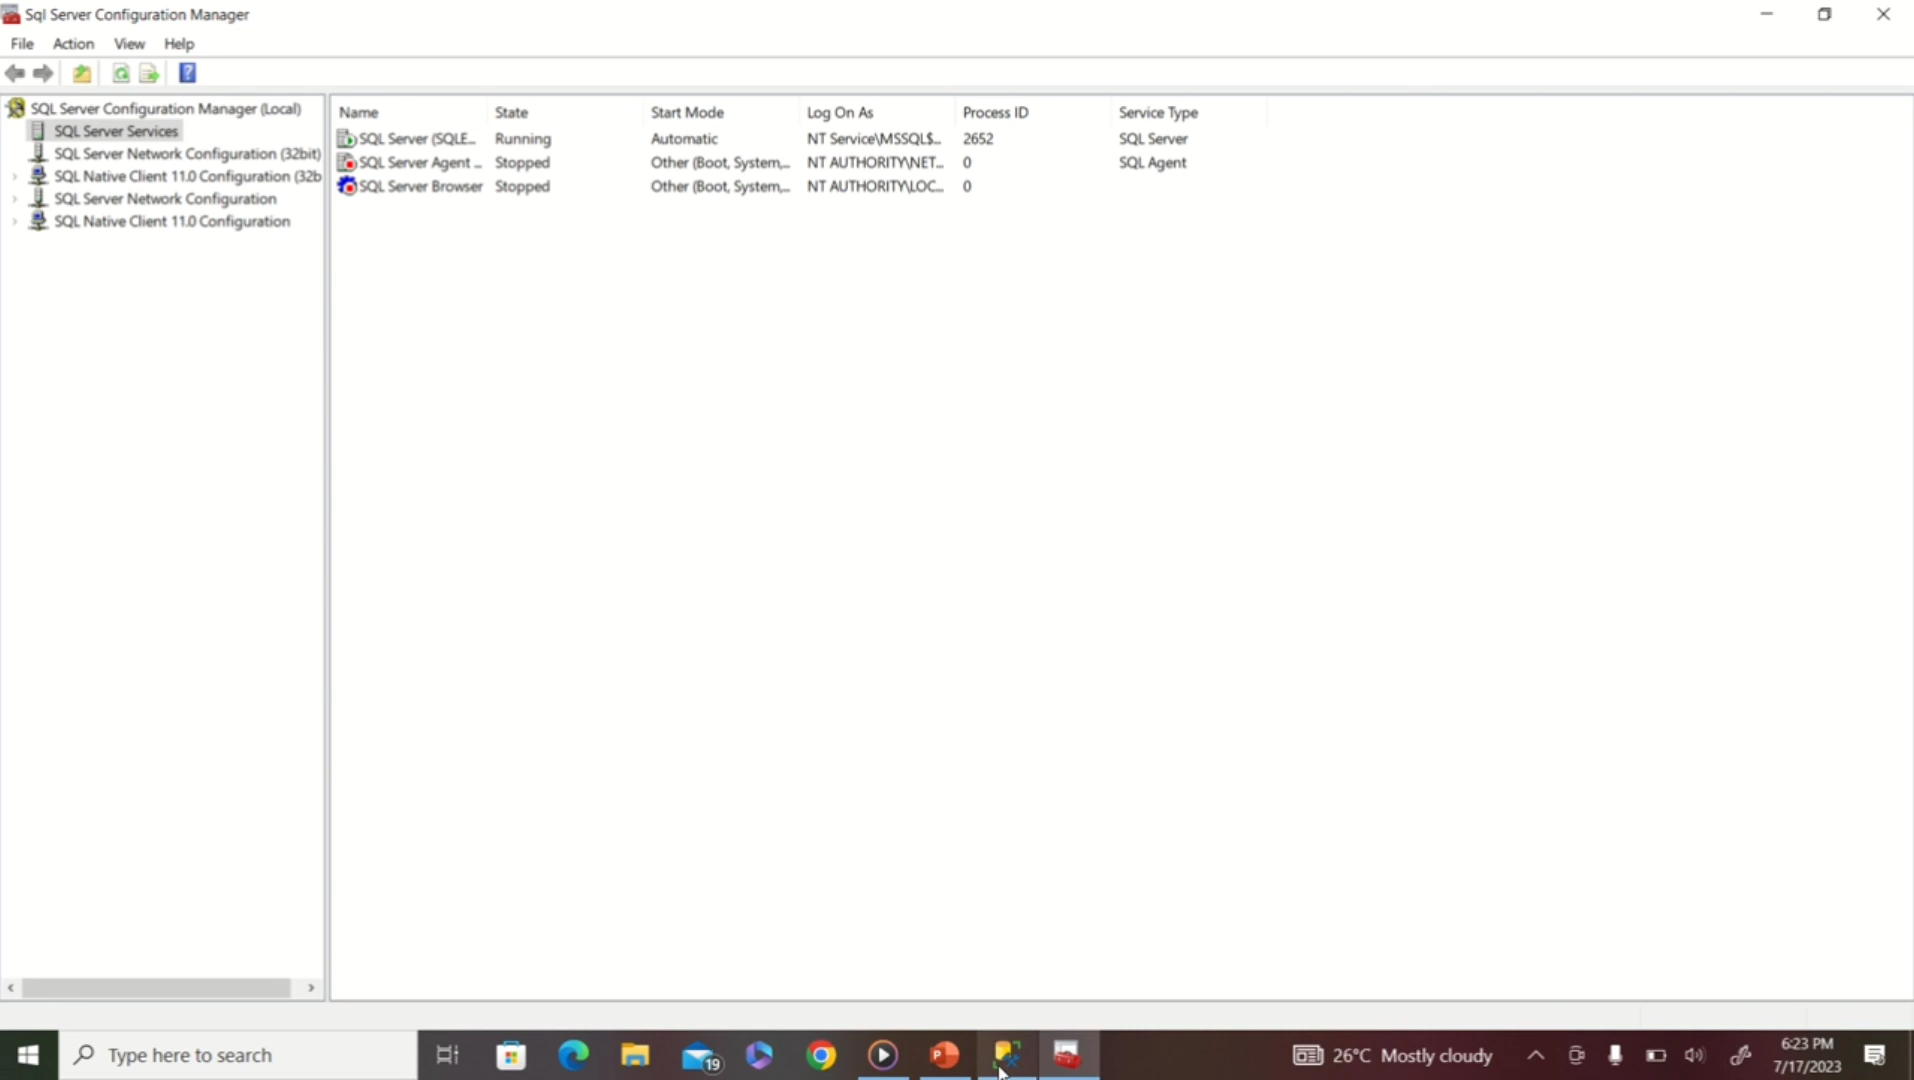 Sql Server Configuration Manager
File Action View Help
SQL Server Configuration Manager (Local)
SQL Server Services
SQL Server Network Configuration (32bit)
SQL Native Client 11.0 Configuration (32b
SQL Server Network Configuration
SQL Native Client 11.0 Configuration
Name State Start Mode Log On As Process ID Service Type
SQL Server (SQLE... Running Automatic NT Service\MSSQL$... 2652 SQL Server
SQL Server Agent ... Stopped Other (Boot, System,... NT AUTHORITY\NET... 0 SQL Agent
SQL Server Browser Stopped Other (Boot, System,... NT AUTHORITY\LOC... 0
Type here to search
19
26°C Mostly cloudy
6:23 PM
7/17/2023